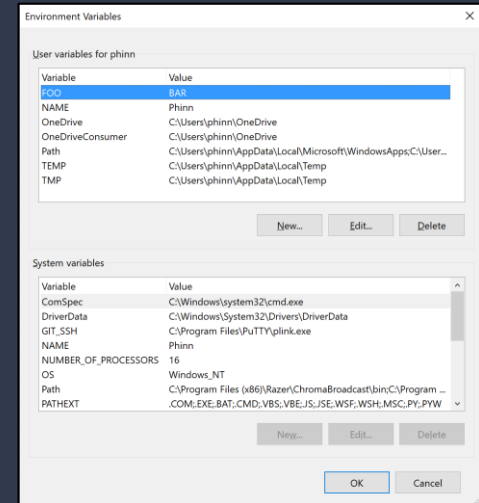 Environment Variables
User variables for phinn
Variable Value
FOO BAR
NAME Phinn
OneDrive C:\Users\phinn\OneDrive
OneDriveConsumer C:\Users\phinn\OneDrive
Path C:\Users\phinn\AppData\Local\Microsoft\WindowsApps;C:\User...
TEMP C:\Users\phinn\AppData\Local\Temp
TMP C:\Users\phinn\AppData\Local\Temp
New... Edit... Delete
System variables
Variable Value
ComSpec C:\Windows\system32\cmd.exe
DriverData C:\Windows\System32\Drivers\DriverData
GIT_SSH C:\Program Files\PuTTY\plink.exe
NAME Phinn
NUMBER_OF_PROCESSORS 16
OS Windows_NT
Path C:\Program Files (x86)\Razer\ChromaBroadcast\bin;C:\Program ...
PATHEXT .COM;.EXE;.BAT;.CMD;.VBS;.VBE;.JS;.JSE;.WSF;.WSH;.MSC;.PY;.PYW
New... Edit... Delete
OK Cancel